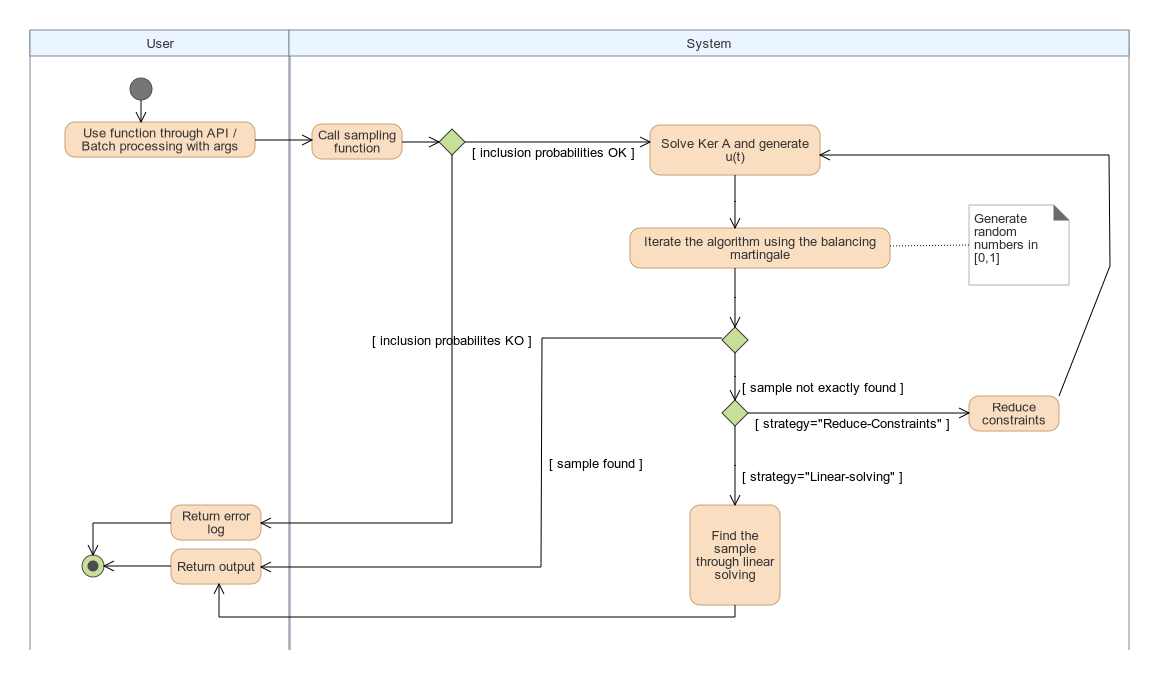 User
System
Use function through API /
Batch processing with args
Call sampling
function
[ inclusion probabilities OK ]
Solve Ker A and generate
u(t)
Generate
random
numbers in
[0,1]
Iterate the algorithm using the balancing
martingale
[ inclusion probabilites KO ]
[ sample not exactly found ]
[ strategy="Reduce-Constraints" ]
Reduce
constraints
[ sample found ]
[ strategy="Linear-solving" ]
Return error
log
Return output
Find the
sample
through linear
solving